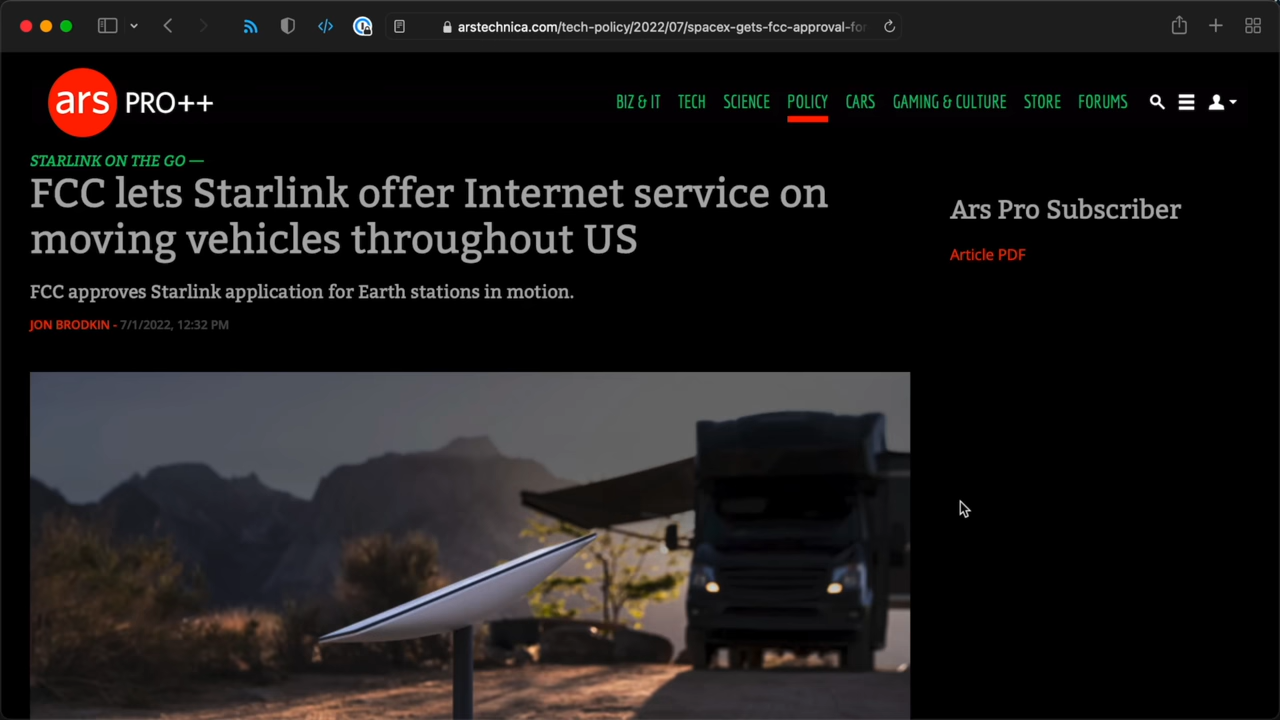 arstechnica.com/tech-policy/2022/07/spacex-gets-fcc-approval-for
ars PRO++
BIZ & IT TECH SCIENCE POLICY CARS GAMING & CULTURE STORE FORUMS
STARLINK ON THE GO —
FCC lets Starlink offer Internet service on
moving vehicles throughout US
FCC approves Starlink application for Earth stations in motion.
JON BRODKIN - 7/1/2022, 12:32 PM
Ars Pro Subscriber
Article PDF